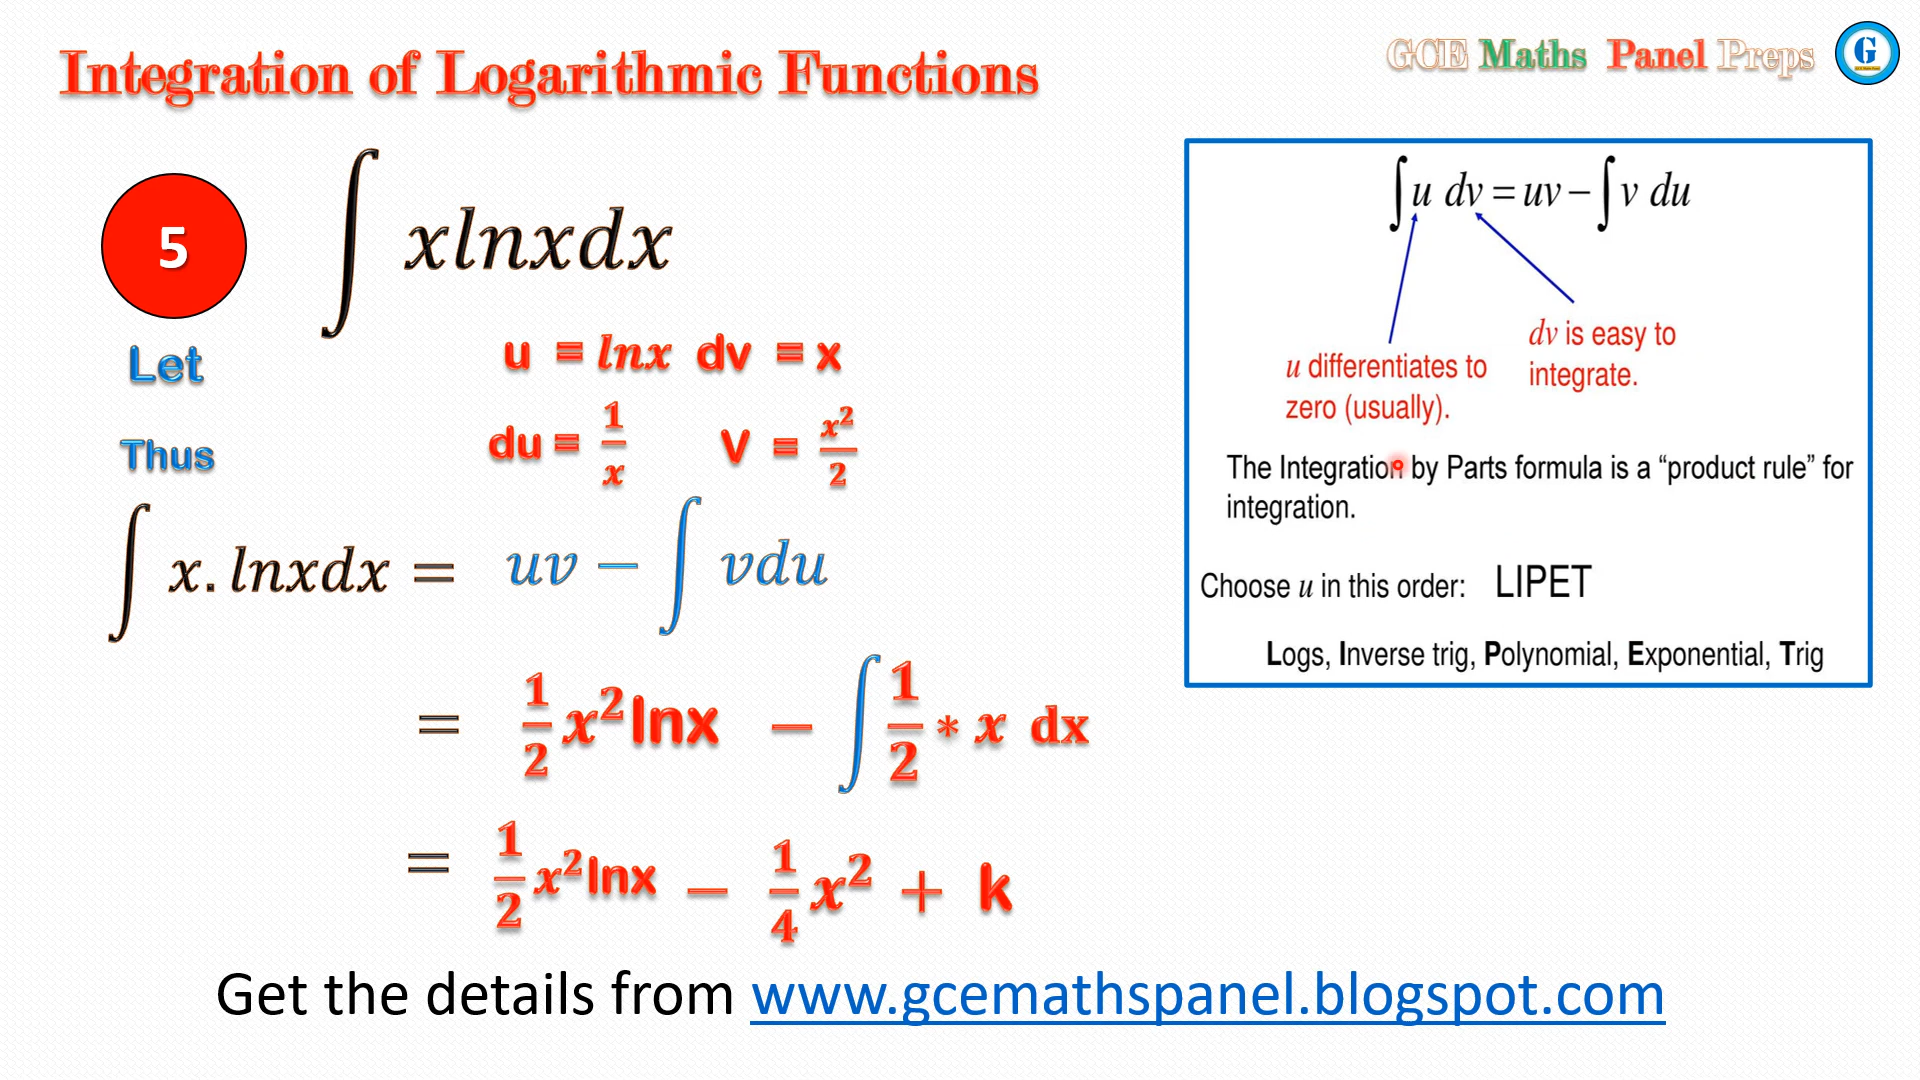 Integration of Logarithmic Functions
GCE Maths Panel Preps
G
5
∫ xlnxdx
Let
u = lnx dv = x
Thus
du = 1/x V = x²/2
∫ x. lnxdx = uv − ∫ vdu
= 1/2 x²lnx − ∫ 1/2 * x dx
= 1/2 x²lnx − 1/4 x² + k
∫ u dv = uv − ∫ v du
u differentiates to
zero (usually).
dv is easy to
integrate.
The Integration by Parts formula is a “product rule” for
integration.
Choose u in this order: LIPET
Logs, Inverse trig, Polynomial, Exponential, Trig
Get the details from www.gcemathspanel.blogspot.com